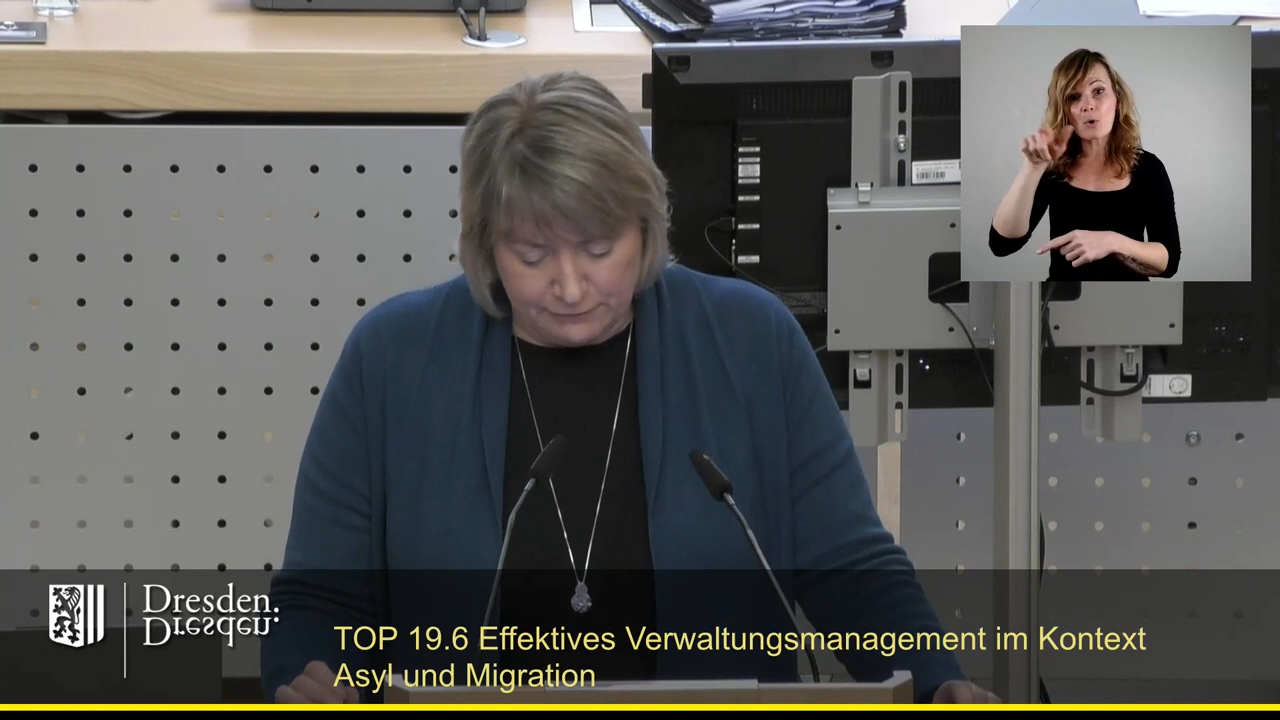 Dresden.
Dresden.
TOP 19.6 Effektives Verwaltungsmanagement im Kontext
Asyl und Migration